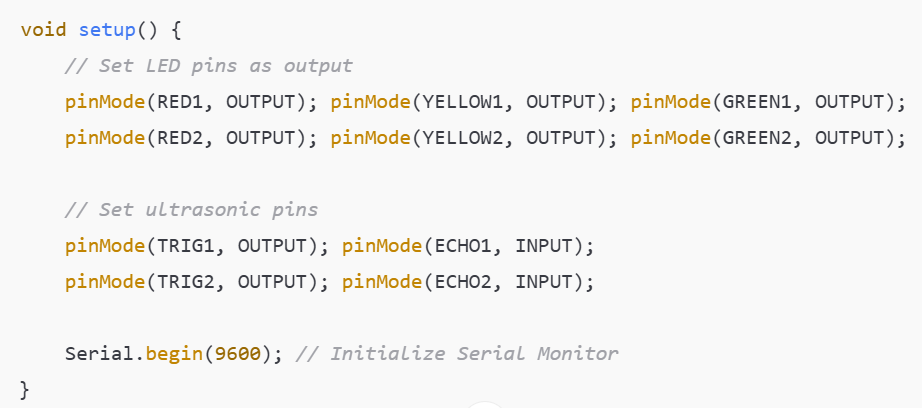 void setup() {
    // Set LED pins as output
    pinMode(RED1, OUTPUT); pinMode(YELLOW1, OUTPUT); pinMode(GREEN1, OUTPUT);
    pinMode(RED2, OUTPUT); pinMode(YELLOW2, OUTPUT); pinMode(GREEN2, OUTPUT);

    // Set ultrasonic pins
    pinMode(TRIG1, OUTPUT); pinMode(ECHO1, INPUT);
    pinMode(TRIG2, OUTPUT); pinMode(ECHO2, INPUT);

    Serial.begin(9600); // Initialize Serial Monitor
}